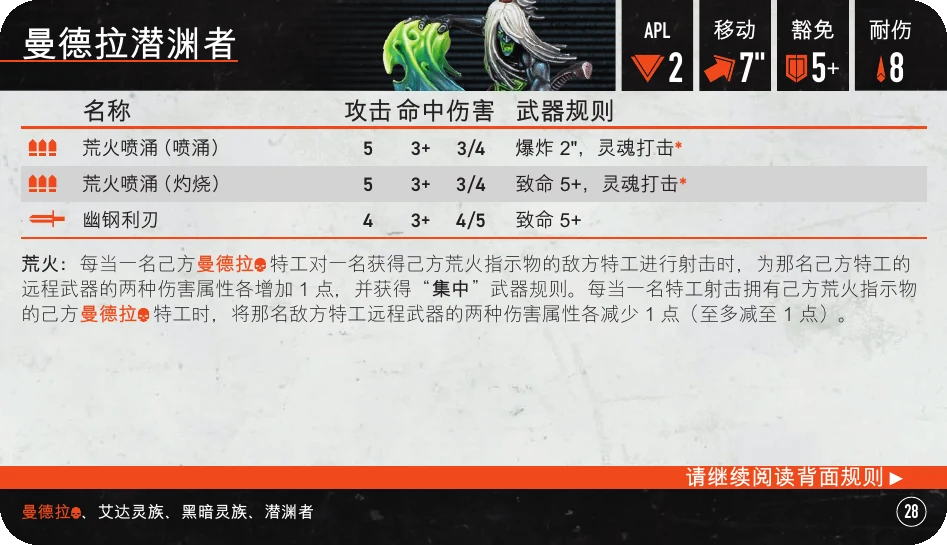 曼德拉潜渊者
APL 移动 豁免 耐伤
2 7" 5+ 8
名称 攻击 命中 伤害 武器规则
荒火喷涌（喷涌） 5 3+ 3/4 爆炸 2"，灵魂打击*
荒火喷涌（灼烧） 5 3+ 3/4 致命 5+，灵魂打击*
幽钢利刃 4 3+ 4/5 致命 5+
荒火：每当一名己方曼德拉特工对一名获得己方荒火指示物的敌方特工进行射击时，为那名己方特工的
远程武器的两种伤害属性各增加 1 点，并获得“集中”武器规则。每当一名特工射击拥有己方荒火指示物
的己方曼德拉特工时，将那名敌方特工远程武器的两种伤害属性各减少 1 点（至多减至 1 点）。
请继续阅读背面规则
曼德拉、艾达灵族、黑暗灵族、潜渊者
28